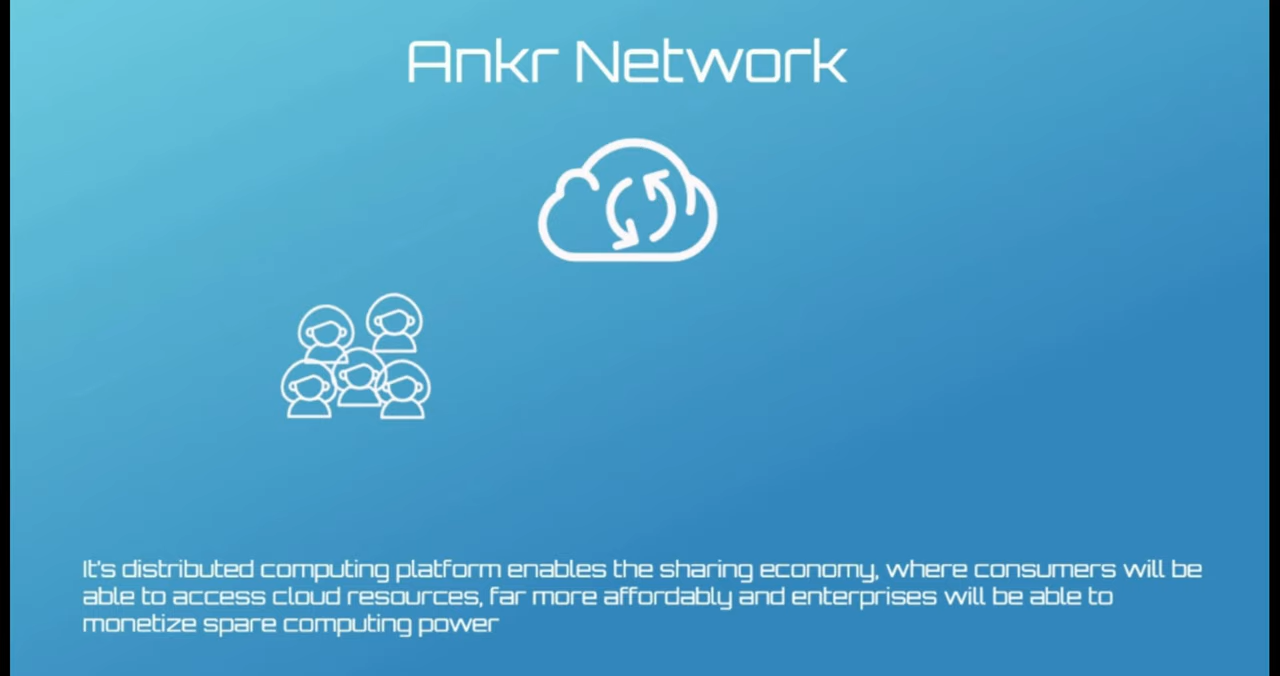 Ankr Network
It's distributed computing platform enables the sharing economy, where consumers will be
able to access cloud resources, far more affordably and enterprises will be able to
monetize spare computing power